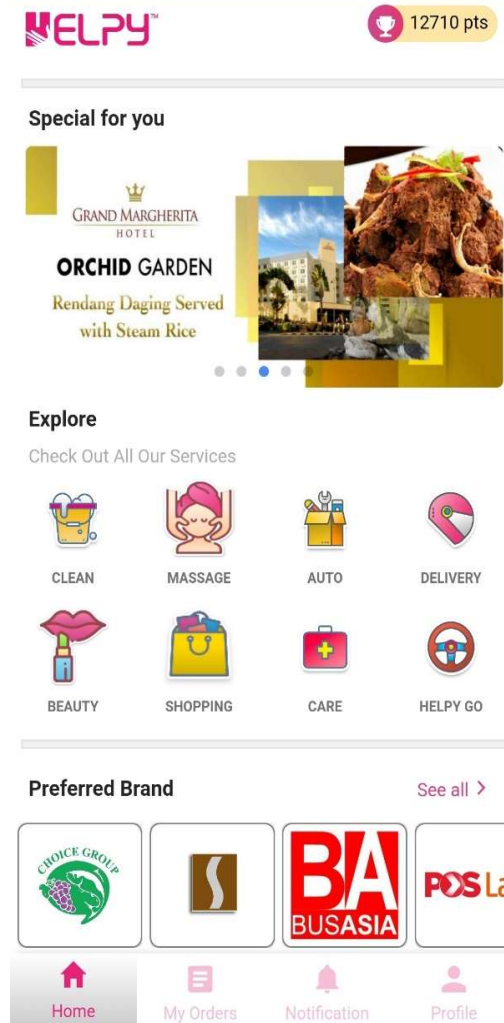 HELPY™
12710 pts
Special for you
GRAND MARGHERITA
HOTEL
ORCHID GARDEN
Rendang Daging Served
with Steam Rice
Explore
Check Out All Our Services
CLEAN MASSAGE AUTO DELIVERY
BEAUTY SHOPPING CARE HELPY GO
Preferred Brand
See all >
CHOICE GROUP
S
BA
BUSASIA
POS La
Home My Orders Notification Profile